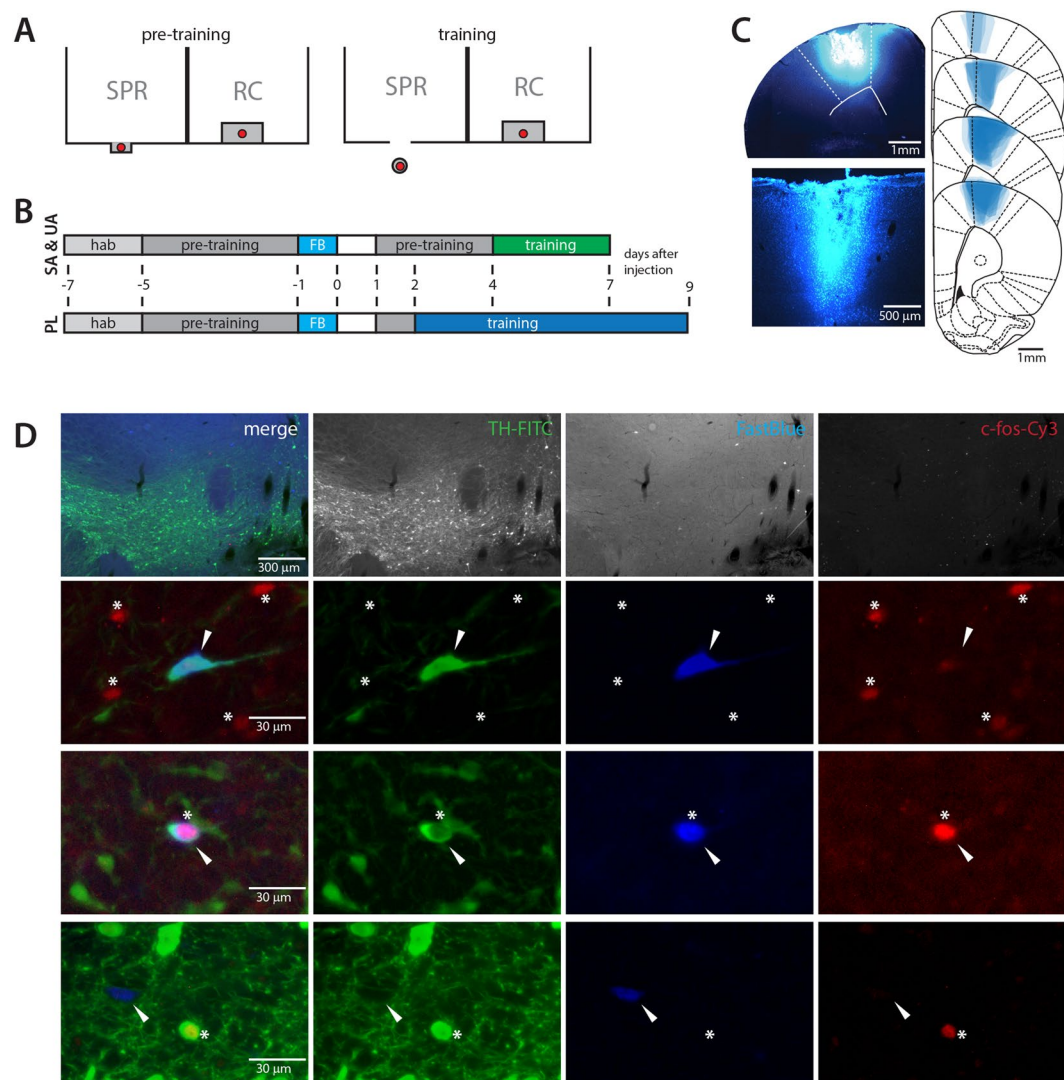 A
pre-training
training
SPR
RC
SPR
RC
B
SA & UA
hab
pre-training
FB
pre-training
training
days after
injection
-7
-5
-1
0
1
2
4
7
9
PL
hab
pre-training
FB
training
C
1mm
500 µm
1mm
D
merge
TH-FITC
FastBlue
c-fos-Cy3
300 µm
* * * *
* * * *
* * * *
* * * *
30 µm
*
*
*
*
30 µm
*
*
*
*
30 µm